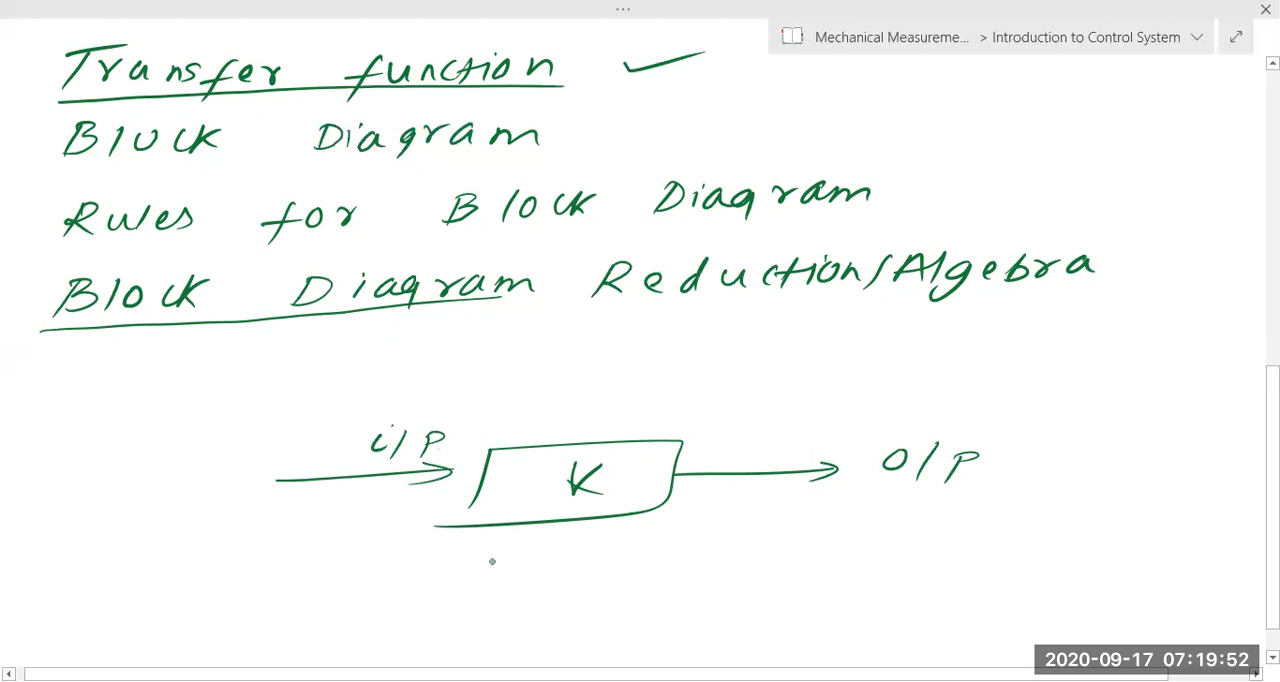 Mechanical Measureme... > Introduction to Control System
Transfer function
Block Diagram
Rules for Block Diagram
Block Diagram Reduction/Algebra
i/P
K
O/P
2020-09-17 07:19:52